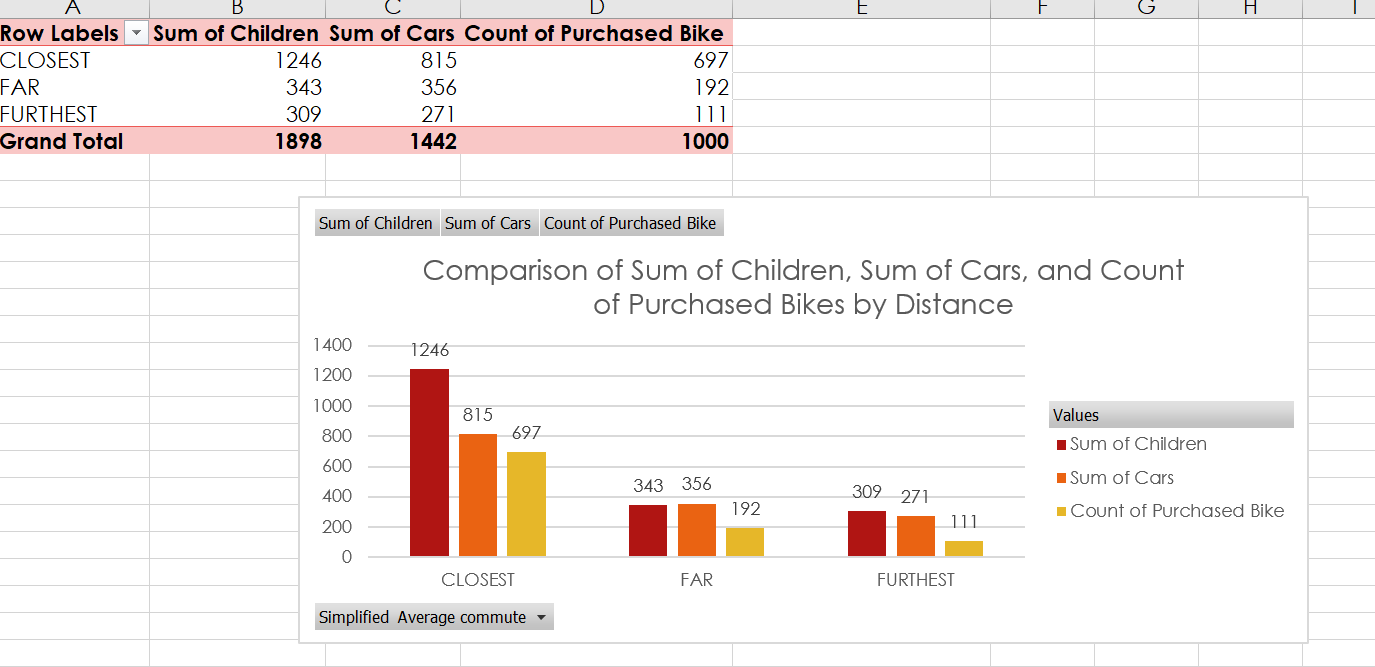 A B C D E F G H I
Row Labels Sum of Children Sum of Cars Count of Purchased Bike
CLOSEST 1246 815 697
FAR 343 356 192
FURTHEST 309 271 111
Grand Total 1898 1442 1000
Sum of Children Sum of Cars Count of Purchased Bike
Comparison of Sum of Children, Sum of Cars, and Count
of Purchased Bikes by Distance
1400
1200
1000
800
600
400
200
0
1246
815
697
343
356
192
309
271
111
CLOSEST FAR FURTHEST
Values
Sum of Children
Sum of Cars
Count of Purchased Bike
Simplified Average commute